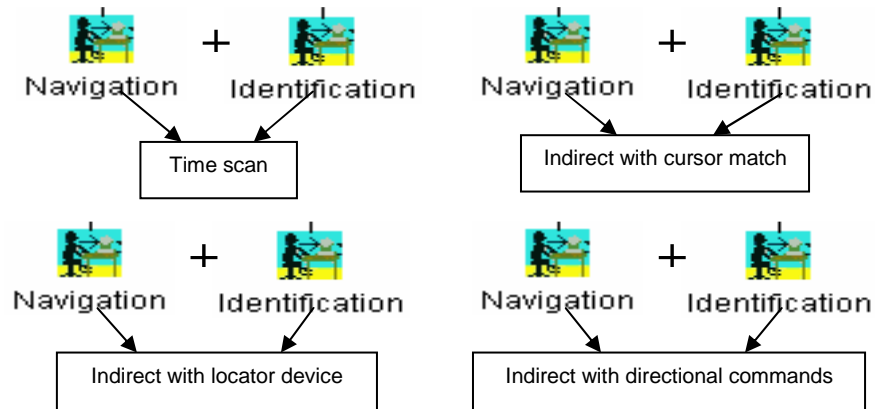 + +
Navigation Identification Navigation Identification
Time scan Indirect with cursor match
+ +
Navigation Identification Navigation Identification
Indirect with locator device Indirect with directional commands